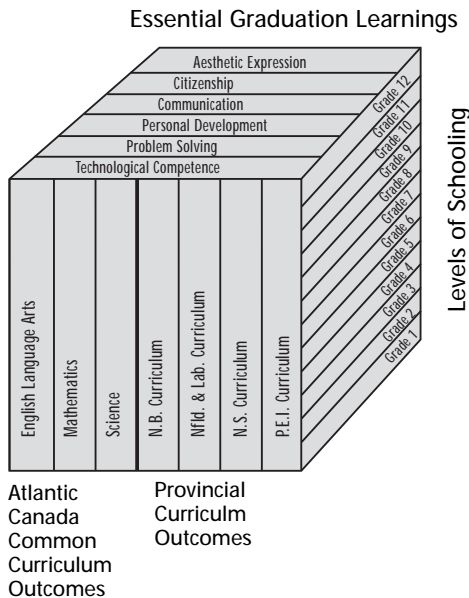 Essential Graduation Learnings
Aesthetic Expression
Citizenship
Communication
Personal Development
Problem Solving
Technological Competence
Grade 12
Grade 11
Grade 10
Grade 9
Grade 8
Grade 7
Grade 6
Grade 5
Grade 4
Grade 3
Grade 2
Grade 1
Levels of Schooling
English Language Arts
Mathematics
Science
N.B. Curriculum
Nfld. & Lab. Curriculum
N.S. Curriculum
P.E.I. Curriculum
Atlantic
Canada
Common
Curriculum
Outcomes
Provincial
Curriculm
Outcomes